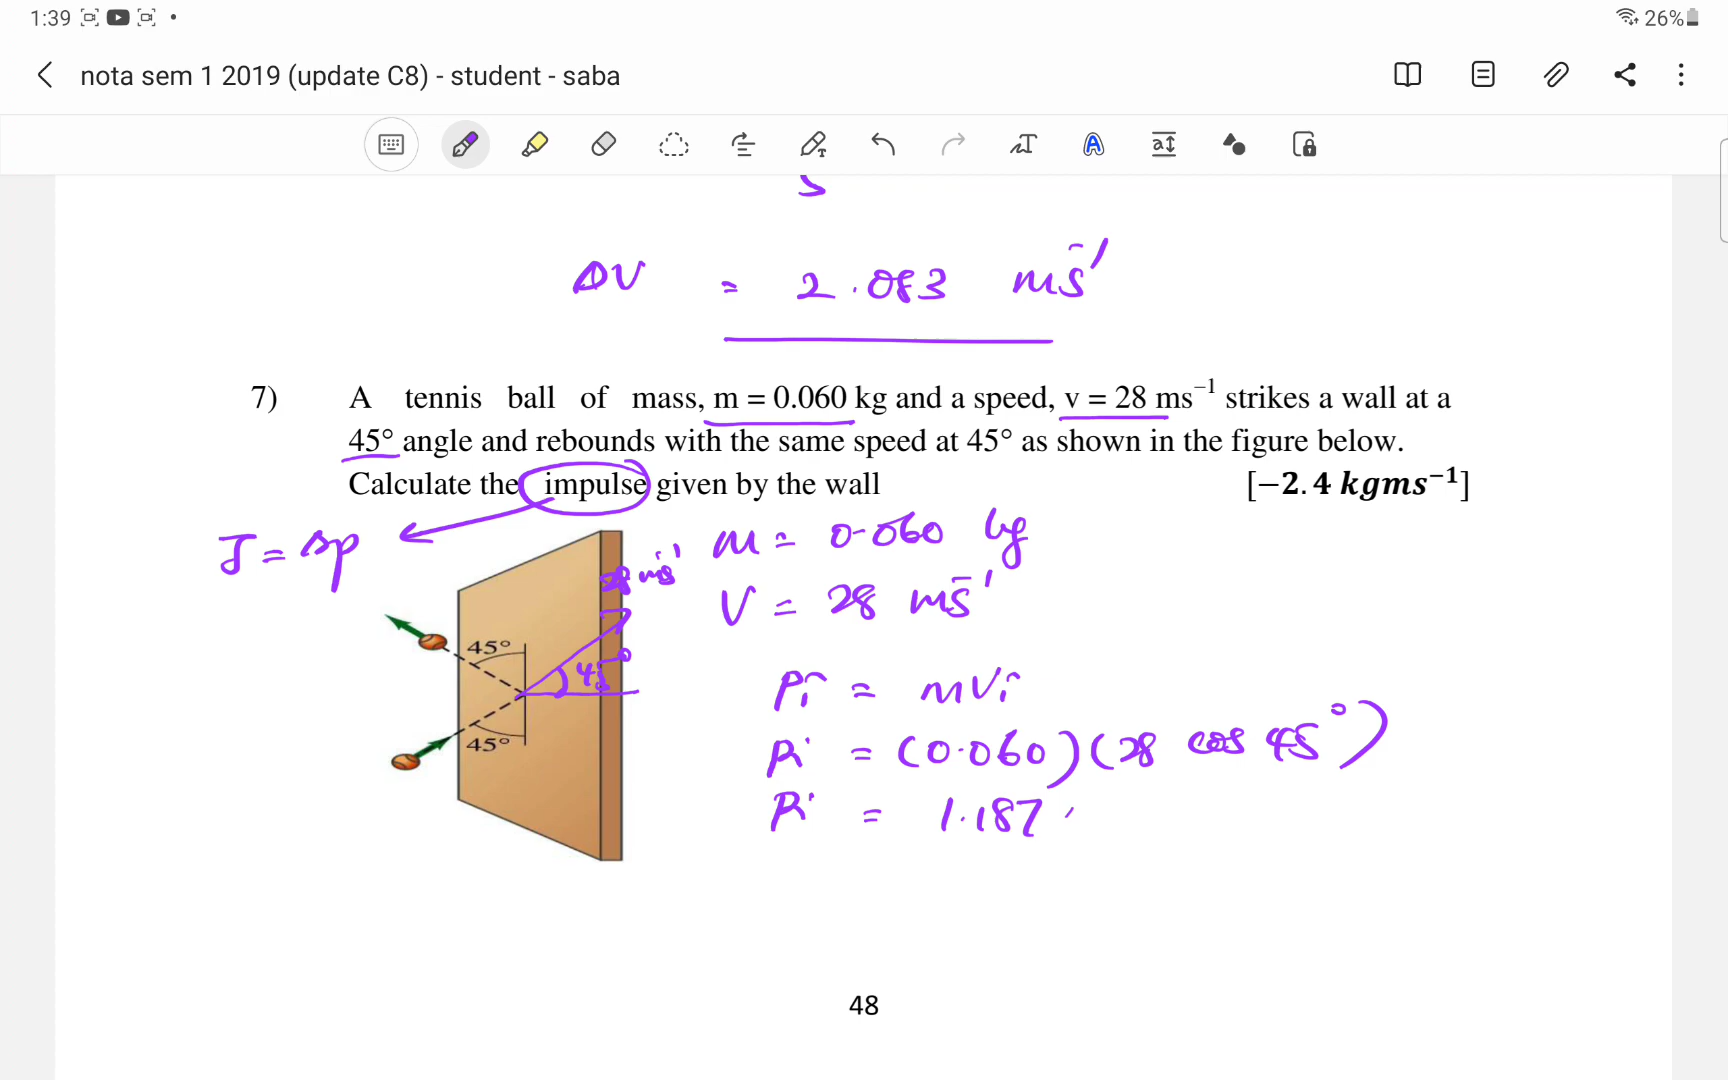 1:39
26%
nota sem 1 2019 (update C8) - student - saba
s
ΔV = 2.083 ms⁻¹
7) A tennis ball of mass, m = 0.060 kg and a speed, v = 28 ms⁻¹ strikes a wall at a
45° angle and rebounds with the same speed at 45° as shown in the figure below.
Calculate the impulse given by the wall [−2.4 kgms⁻¹]
J = Δp
m = 0.060 kg
28 ms⁻¹
V = 28 ms⁻¹
45°
45°
45°
Pi = mVi
Pi = (0.060)(28 cos 45°)
Pi = 1.187
48